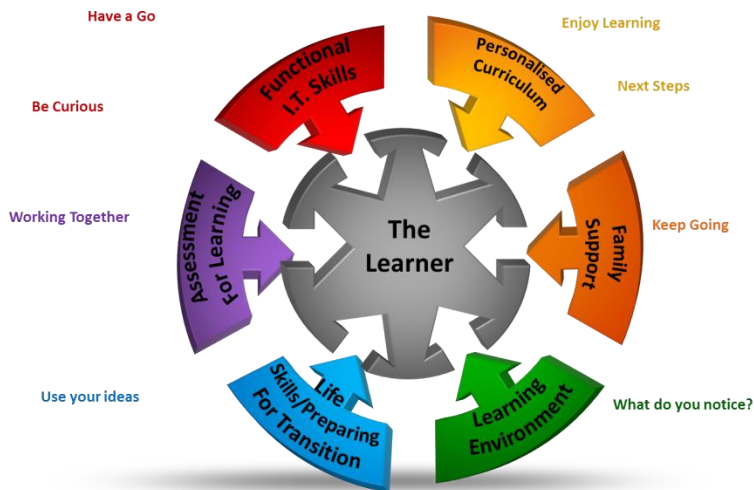 Have a Go
Enjoy Learning
Functional
I.T. Skills
Personalised
Curriculum
Next Steps
Be Curious
Working Together
Assessment
For Learning
The
Learner
Family
Support
Keep Going
Use your ideas
Life
Skills/Preparing
For Transition
Learning
Environment
What do you notice?